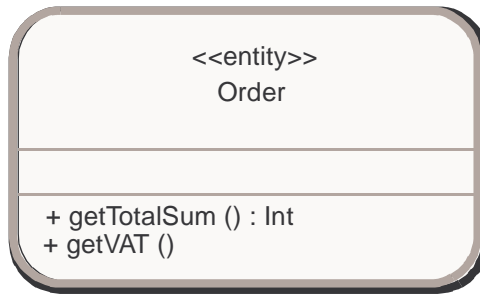 <<entity>>
Order
+ getTotalSum () : Int
+ getVAT ()